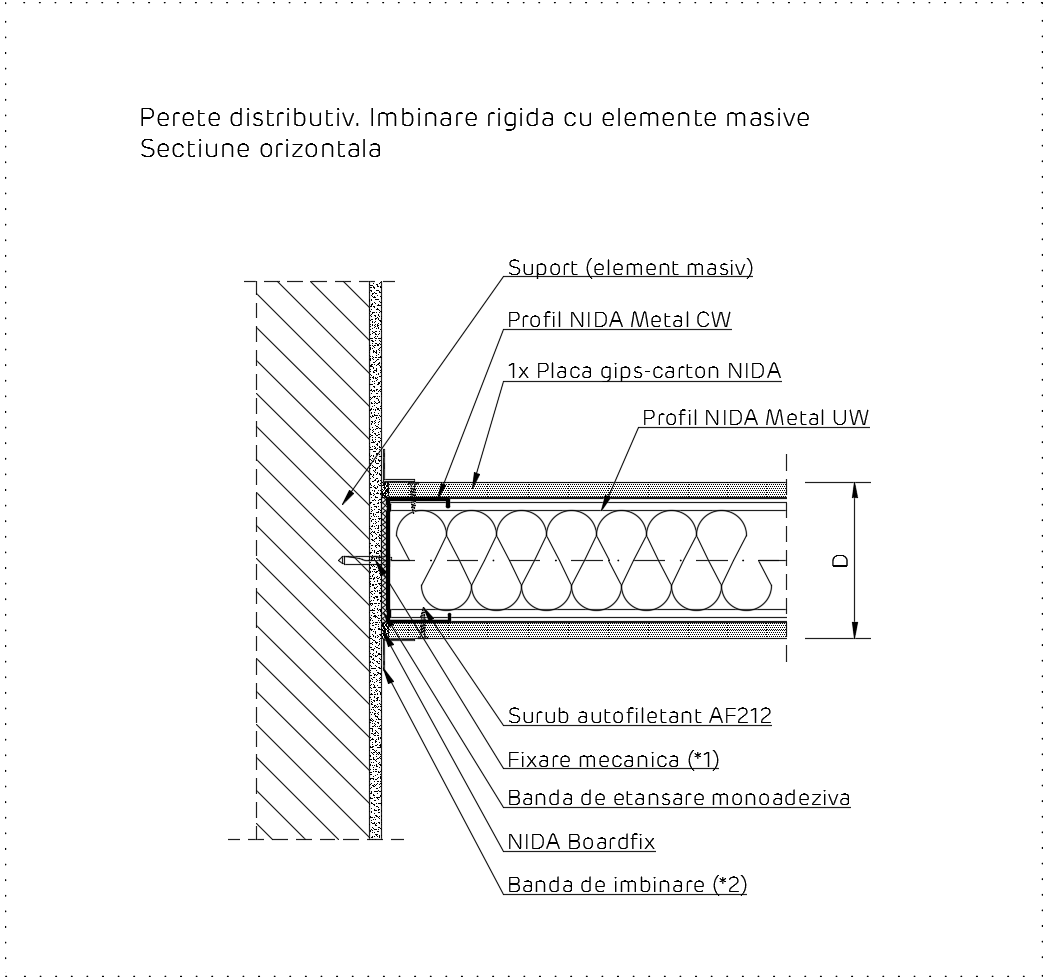 Perete distributiv. Imbinare rigida cu elemente masive
Sectiune orizontala
Suport (element masiv)
Profil NIDA Metal CW
1x Placa gips-carton NIDA
Profil NIDA Metal UW
D
Surub autofiletant AF212
Fixare mecanica (*1)
Banda de etansare monoadeziva
NIDA Boardfix
Banda de imbinare (*2)